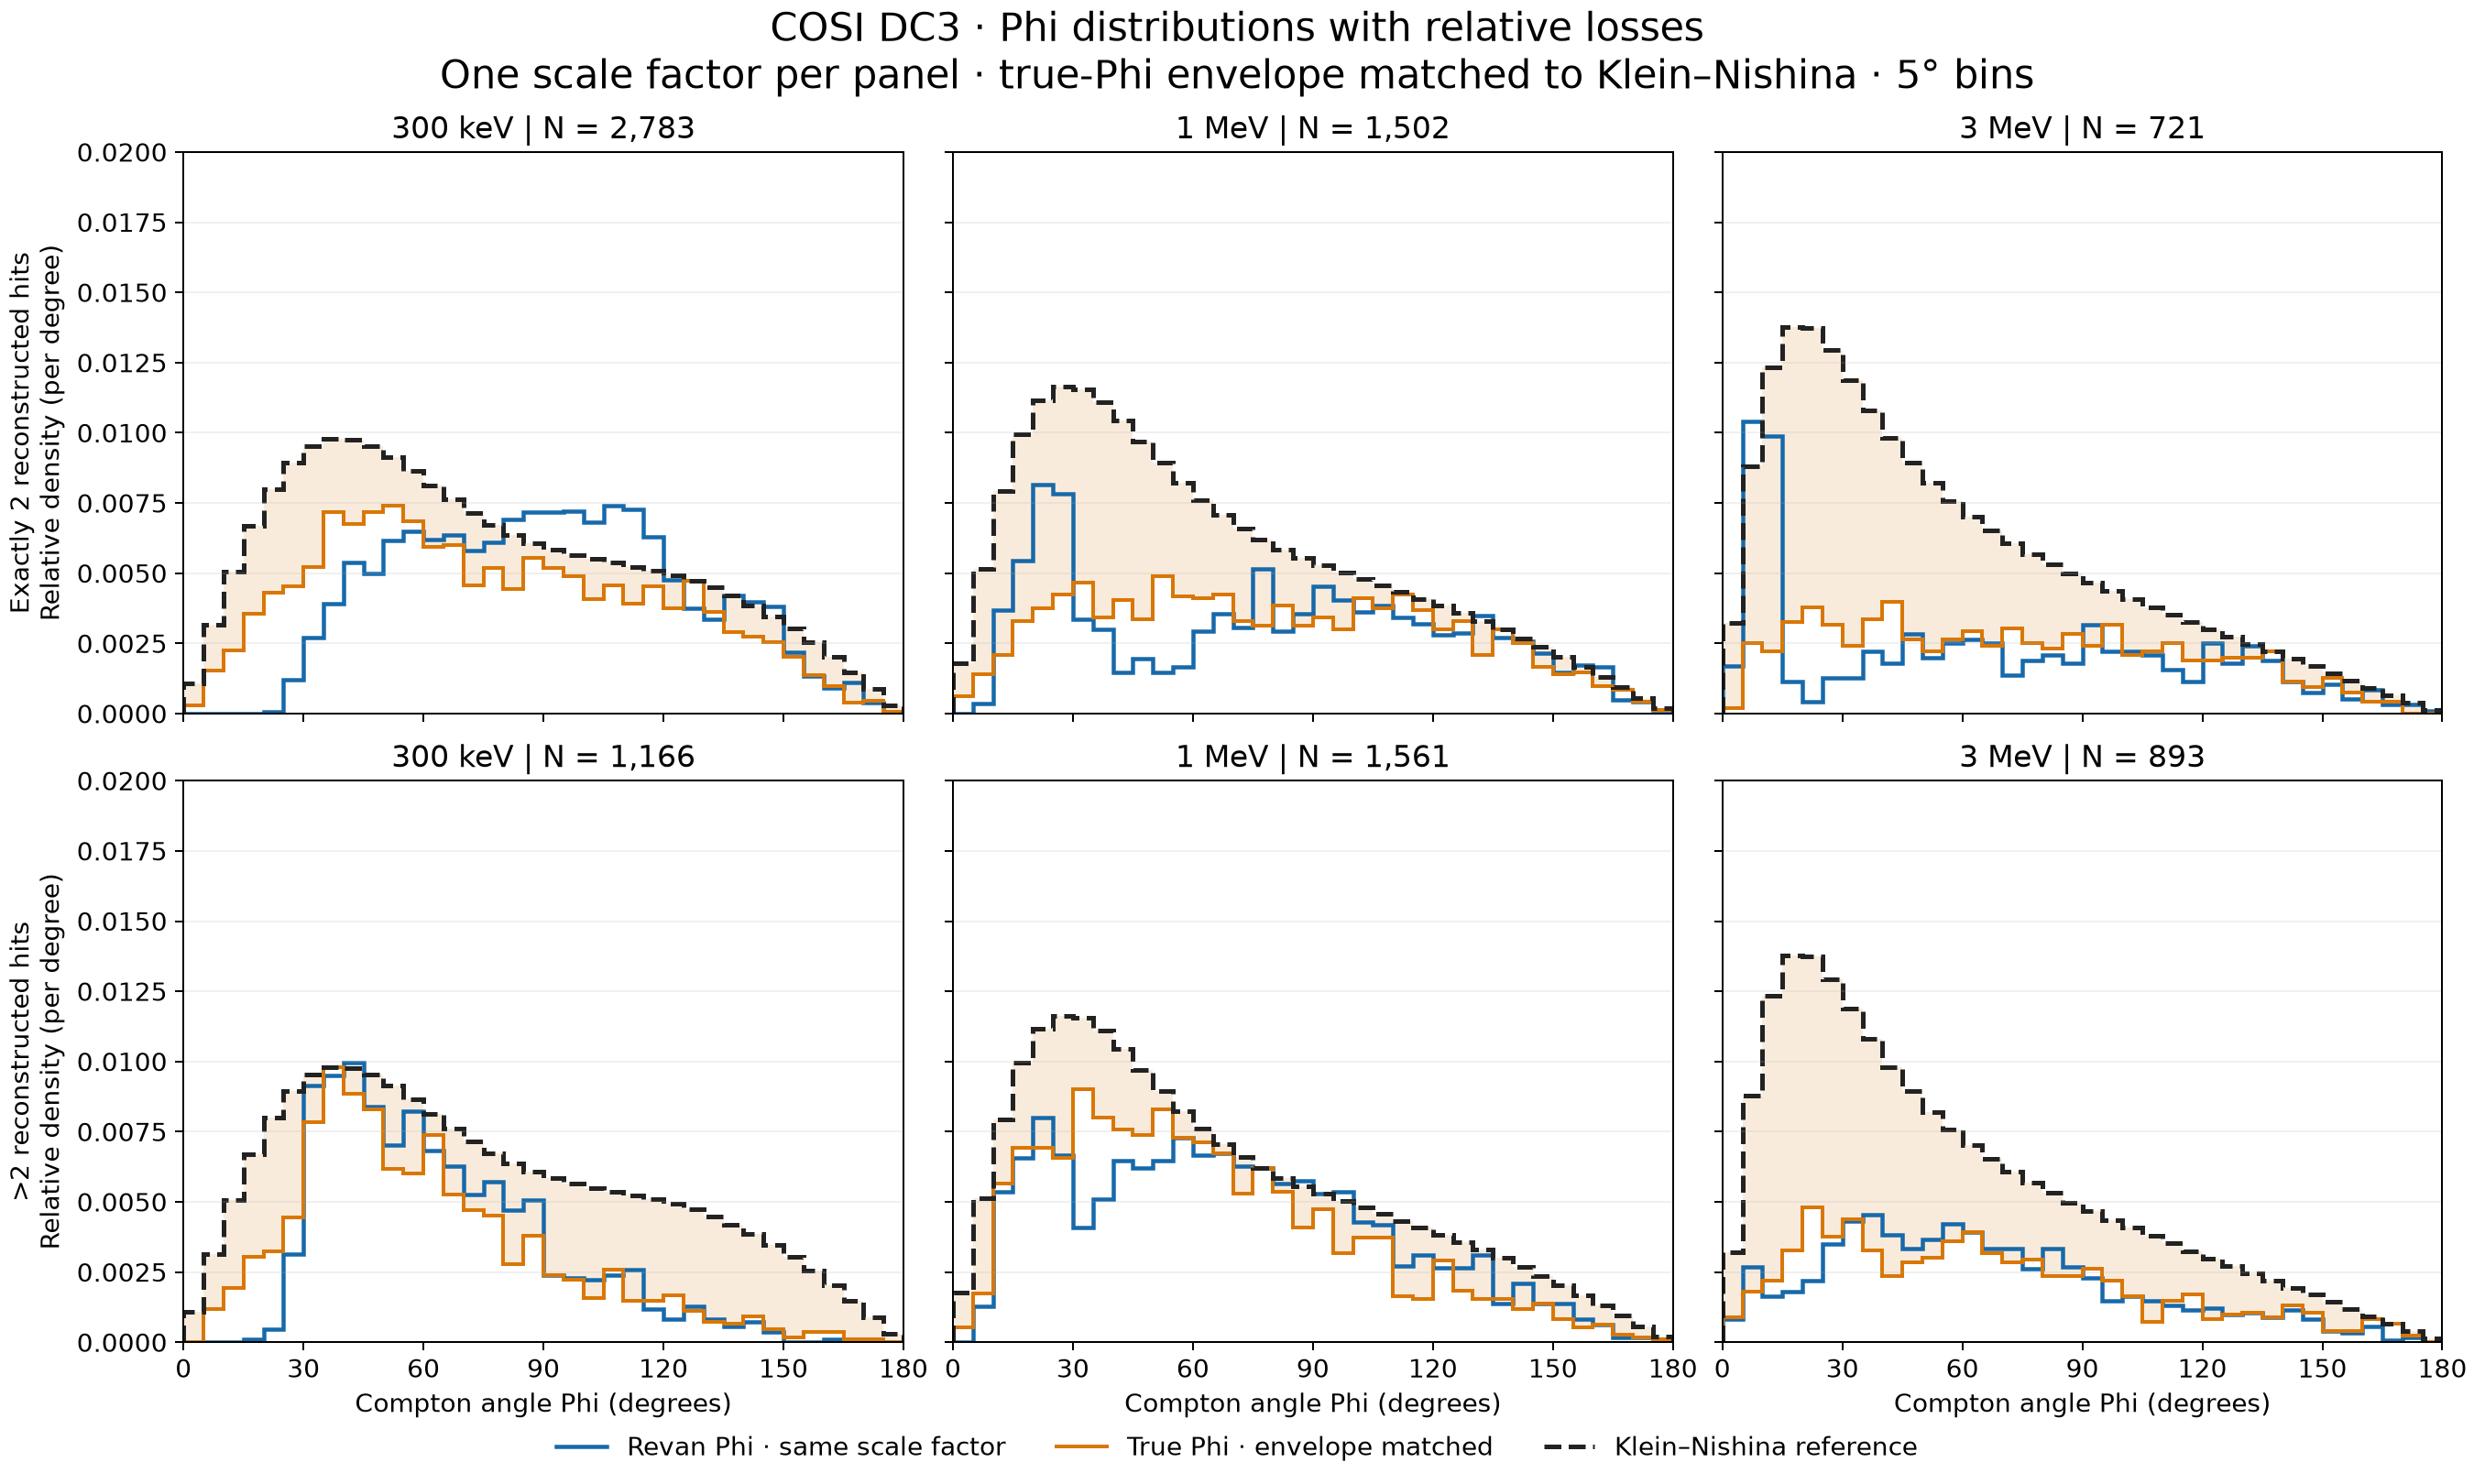 COSI DC3 · Phi distributions with relative losses
One scale factor per panel · true-Phi envelope matched to Klein–Nishina · 5° bins
300 keV | N = 2,783
1 MeV | N = 1,502
3 MeV | N = 721
Exactly 2 reconstructed hits
Relative density (per degree)
0.0200
0.0175
0.0150
0.0125
0.0100
0.0075
0.0050
0.0025
0.0000
300 keV | N = 1,166
1 MeV | N = 1,561
3 MeV | N = 893
>2 reconstructed hits
Relative density (per degree)
0.0200
0.0175
0.0150
0.0125
0.0100
0.0075
0.0050
0.0025
0.0000
0 30 60 90 120 150 180
0 30 60 90 120 150 180
0 30 60 90 120 150 180
Compton angle Phi (degrees)
Compton angle Phi (degrees)
Compton angle Phi (degrees)
Revan Phi · same scale factor
True Phi · envelope matched
Klein–Nishina reference